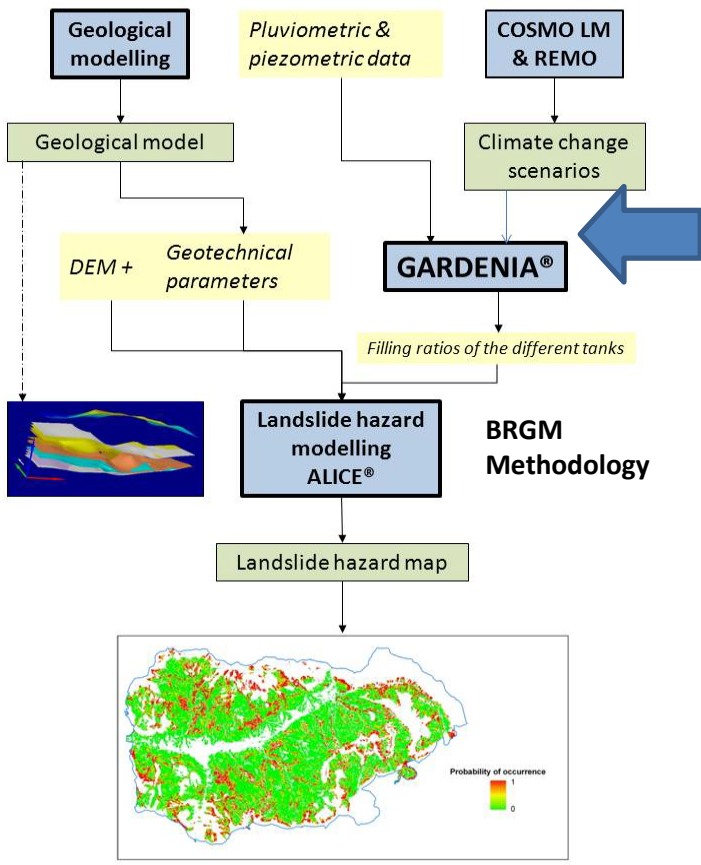 Geological
modelling
Pluviometric &
piezometric data
COSMO LM
& REMO
Geological model
Climate change
scenarios
DEM +
Geotechnical
parameters
GARDENIA®
Filling ratios of the different tanks
Landslide hazard
modelling
ALICE®
BRGM
Methodology
Landslide hazard map
Probability of occurrence
1
0